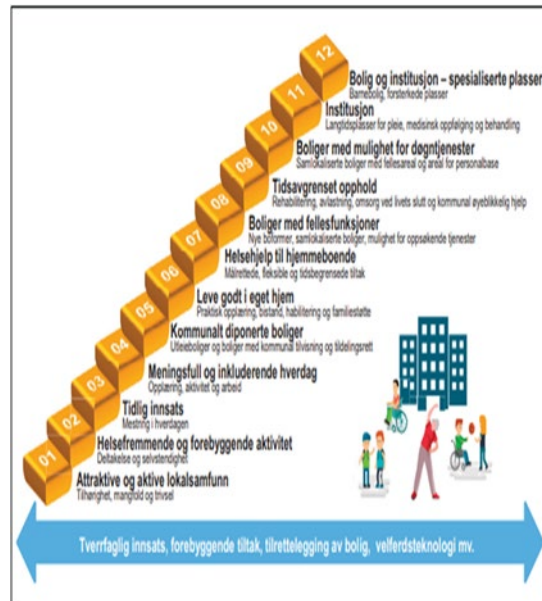 12
Bolig og institusjon – spesialiserte plasser
Barnebolig, forsterkede plasser
11
Institusjon
Langtidsplasser for pleie, medisinsk oppfølging og behandling
10
Boliger med mulighet for døgntjenester
Samlokaliserte boliger med fellesareal og areal for personalbase
09
Tidsavgrenset opphold
Rehabilitering, avlastning, omsorg ved livets slutt og kommunal øyeblikkelig hjelp
08
Boliger med fellesfunksjoner
Nye boformer, samlokaliserte boliger, mulighet for oppsøkende tjenester
07
Helsehjelp til hjemmeboende
Målrettede, fleksible og tidsbegrensede tiltak
06
Leve godt i eget hjem
Praktisk opplæring, bistand, habilitering og familiestøtte
05
Kommunalt diponerte boliger
Utleieboliger og boliger med kommunal tilvisning og tildelingsrett
04
Meningsfull og inkluderende hverdag
Opplæring, aktivitet og arbeid
03
Tidlig innsats
Mestring i hverdagen
02
Helsefremmende og forebyggende aktivitet
Deltakelse og selvstendighet
01
Attraktive og aktive lokalsamfunn
Tilhørighet, mangfold og trivsel
Tverrfaglig innsats, forebyggende tiltak, tilrettelegging av bolig, velferdsteknologi mv.